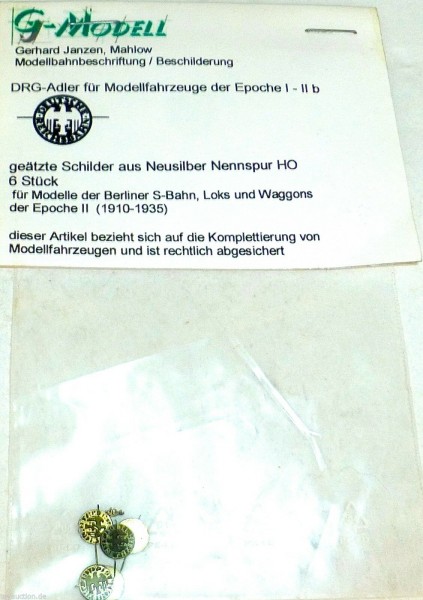 G-MODELL
Gerhard Janzen, Mahlow
Modellbahnbeschriftung / Beschilderung
DRG-Adler für Modellfahrzeuge der Epoche I - II b
DEUTSCHE
REICHSBAHN
geätzte Schilder aus Neusilber Nennspur HO
6 Stück
für Modelle der Berliner S-Bahn, Loks und Waggons
der Epoche II (1910-1935)
dieser Artikel bezieht sich auf die Komplettierung von
Modellfahrzeugen und ist rechtlich abgesichert